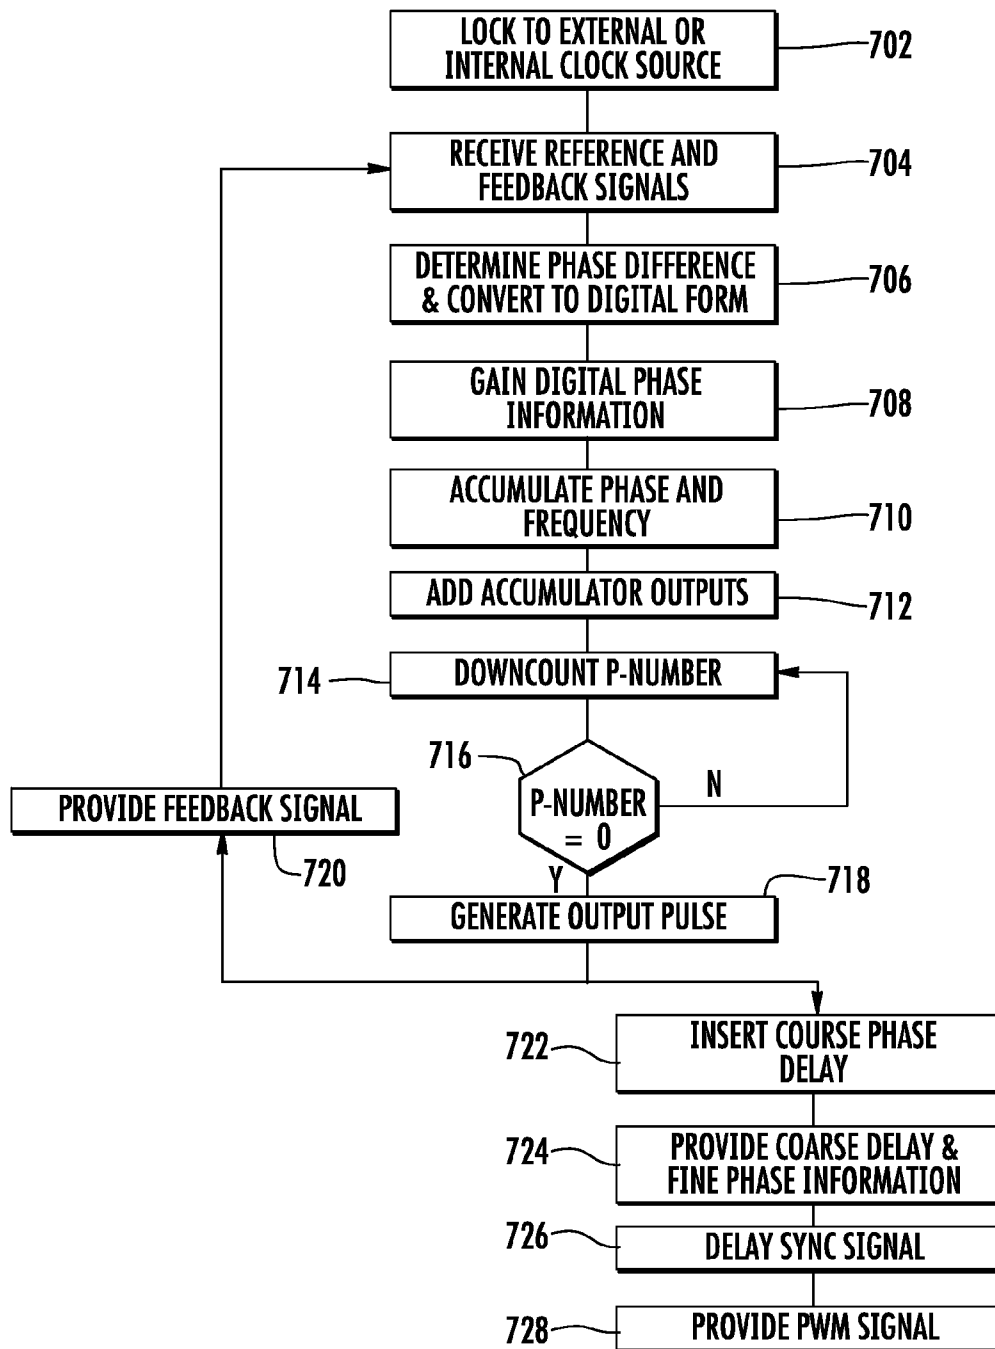 LOCK TO EXTERNAL OR
INTERNAL CLOCK SOURCE
702
RECEIVE REFERENCE AND
FEEDBACK SIGNALS
704
DETERMINE PHASE DIFFERENCE
& CONVERT TO DIGITAL FORM
706
GAIN DIGITAL PHASE
INFORMATION
708
ACCUMULATE PHASE AND
FREQUENCY
710
ADD ACCUMULATOR OUTPUTS
712
714
DOWNCOUNT P-NUMBER
716
P-NUMBER
= 0
N
Y
PROVIDE FEEDBACK SIGNAL
720
718
GENERATE OUTPUT PULSE
722
INSERT COURSE PHASE
DELAY
724
PROVIDE COARSE DELAY &
FINE PHASE INFORMATION
726
DELAY SYNC SIGNAL
728
PROVIDE PWM SIGNAL